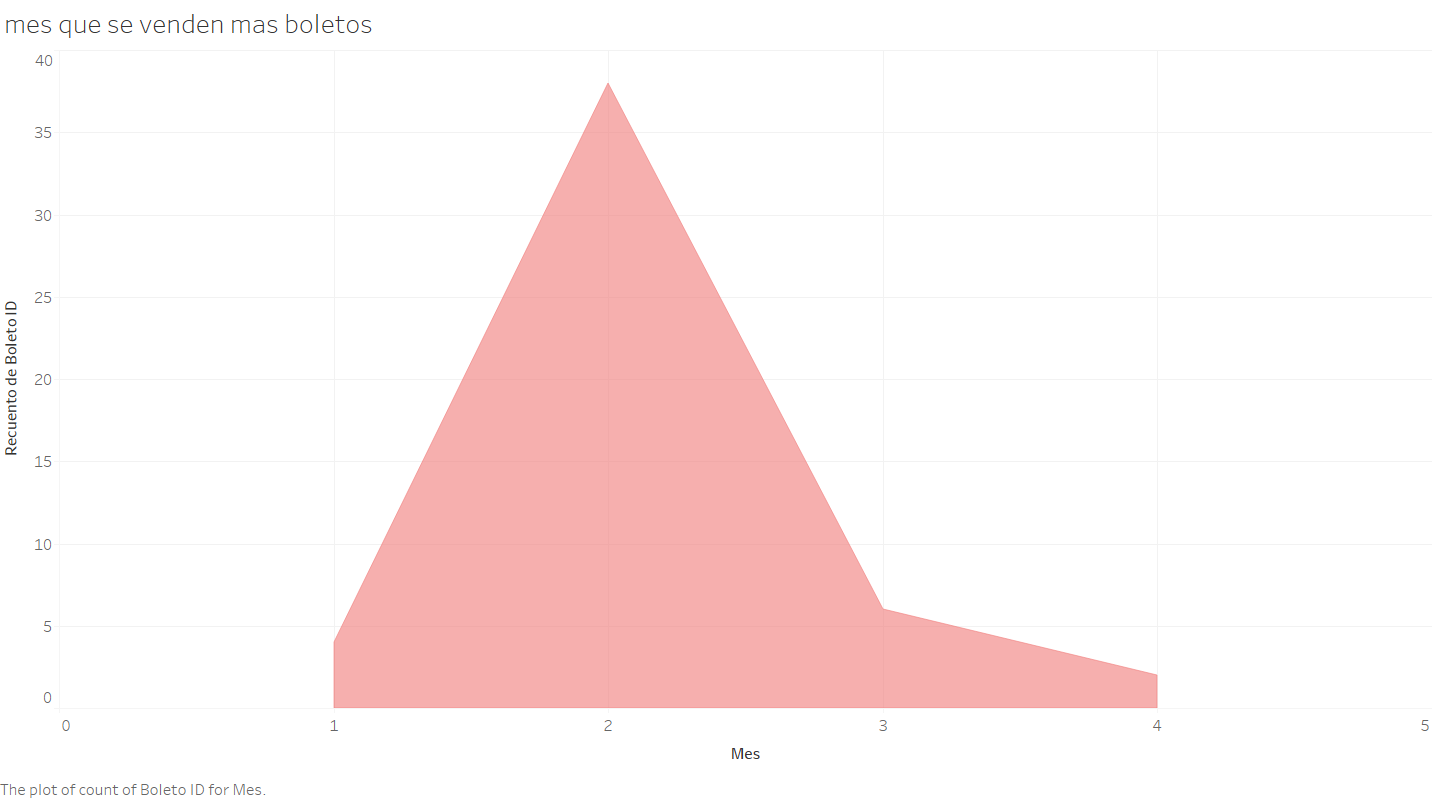 mes que se venden mas boletos
40
35
30
25
20
15
10
5
0
Recuento de Boleto ID
0 1 2 3 4 5
Mes
The plot of count of Boleto ID for Mes.